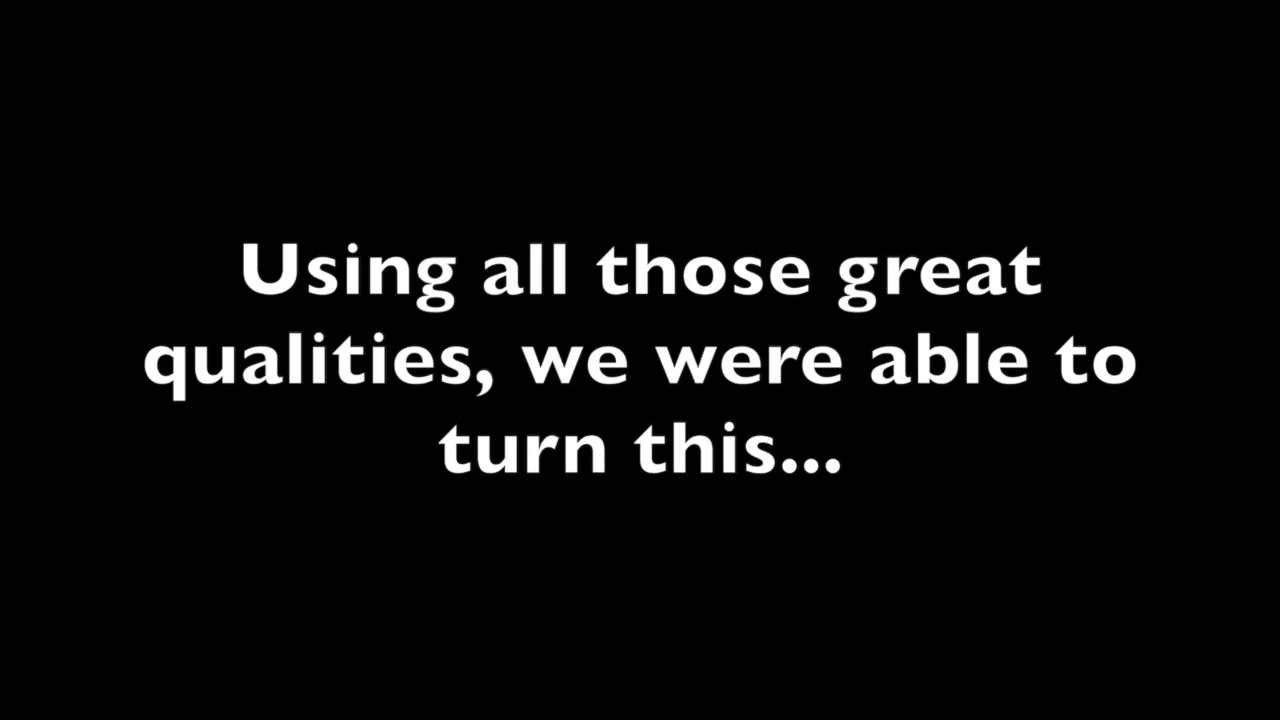 Using all those great
qualities, we were able to
turn this...